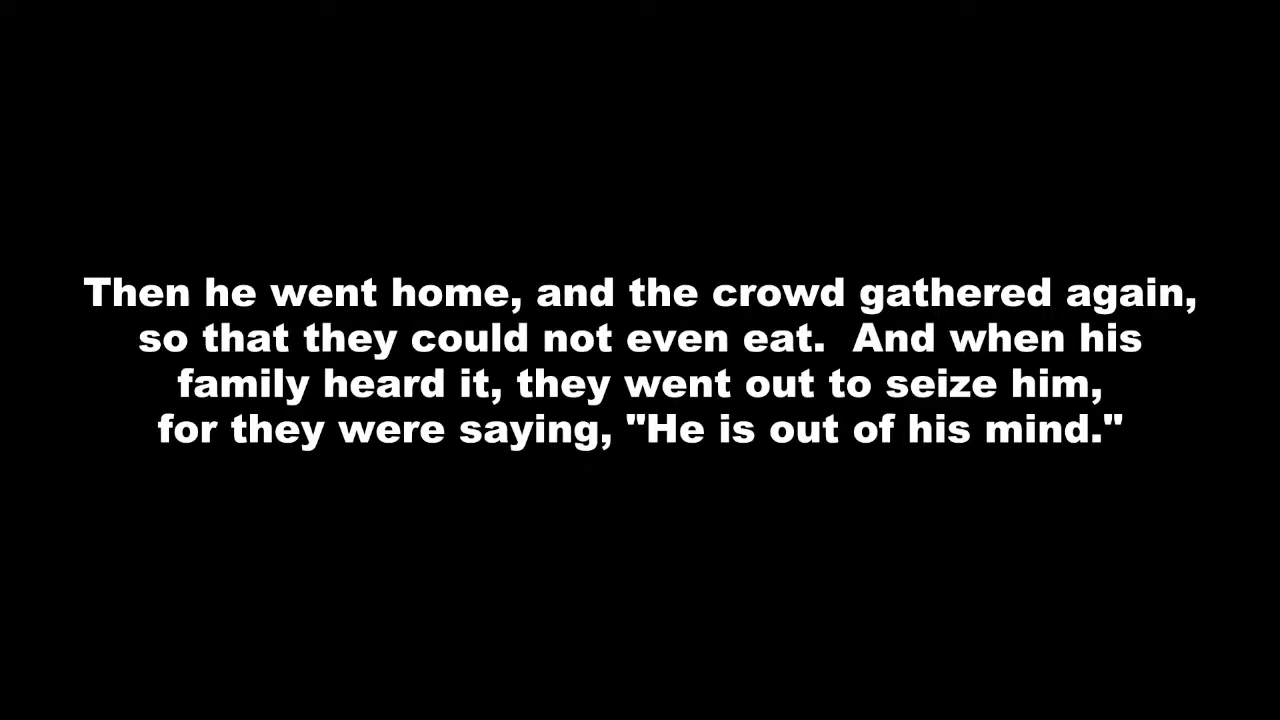 Then he went home, and the crowd gathered again,
so that they could not even eat.  And when his
family heard it, they went out to seize him,
for they were saying, "He is out of his mind."